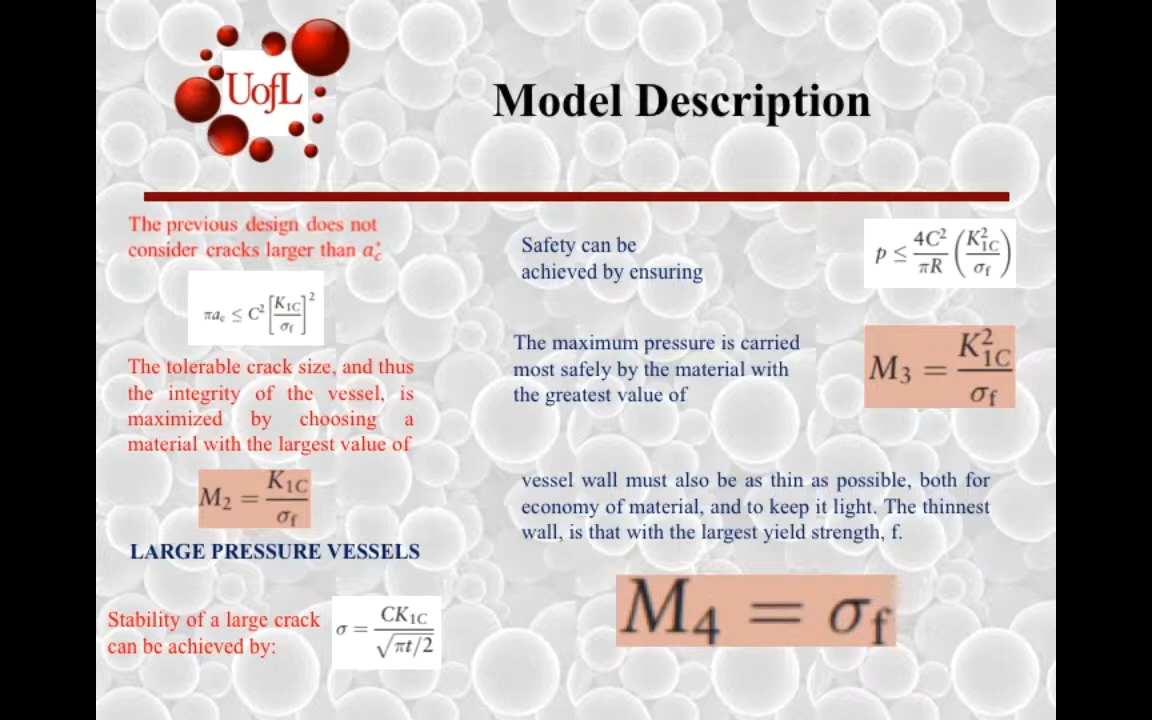 UofL
Model Description
The previous design does not
consider cracks larger than a*c
πac ≤ C² [K1C / σf]²
The tolerable crack size, and thus
the integrity of the vessel, is
maximized by choosing a
material with the largest value of
M2 = K1C / σf
LARGE PRESSURE VESSELS
Stability of a large crack
can be achieved by:
σ = CK1C / √πt/2
Safety can be
achieved by ensuring
p ≤ 4C² / πR (K²1C / σf)
The maximum pressure is carried
most safely by the material with
the greatest value of
M3 = K²1C / σf
vessel wall must also be as thin as possible, both for
economy of material, and to keep it light. The thinnest
wall, is that with the largest yield strength, f.
M4 = σf